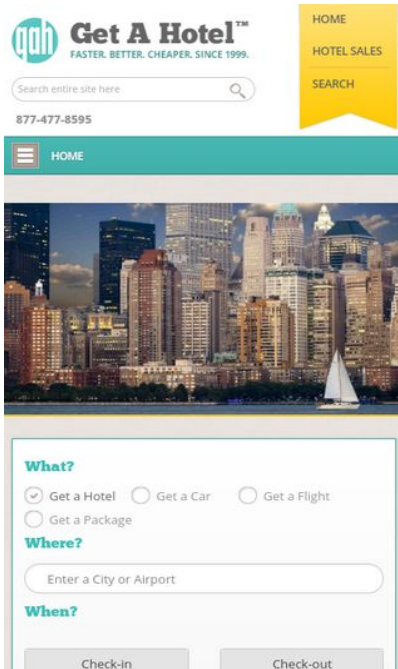 gah Get A Hotel™
FASTER. BETTER. CHEAPER. SINCE 1999.
Search entire site here
877-477-8595
HOME
HOTEL SALES
SEARCH
HOME
What?
Get a Hotel Get a Car Get a Flight
Get a Package
Where?
Enter a City or Airport
When?
Check-in Check-out